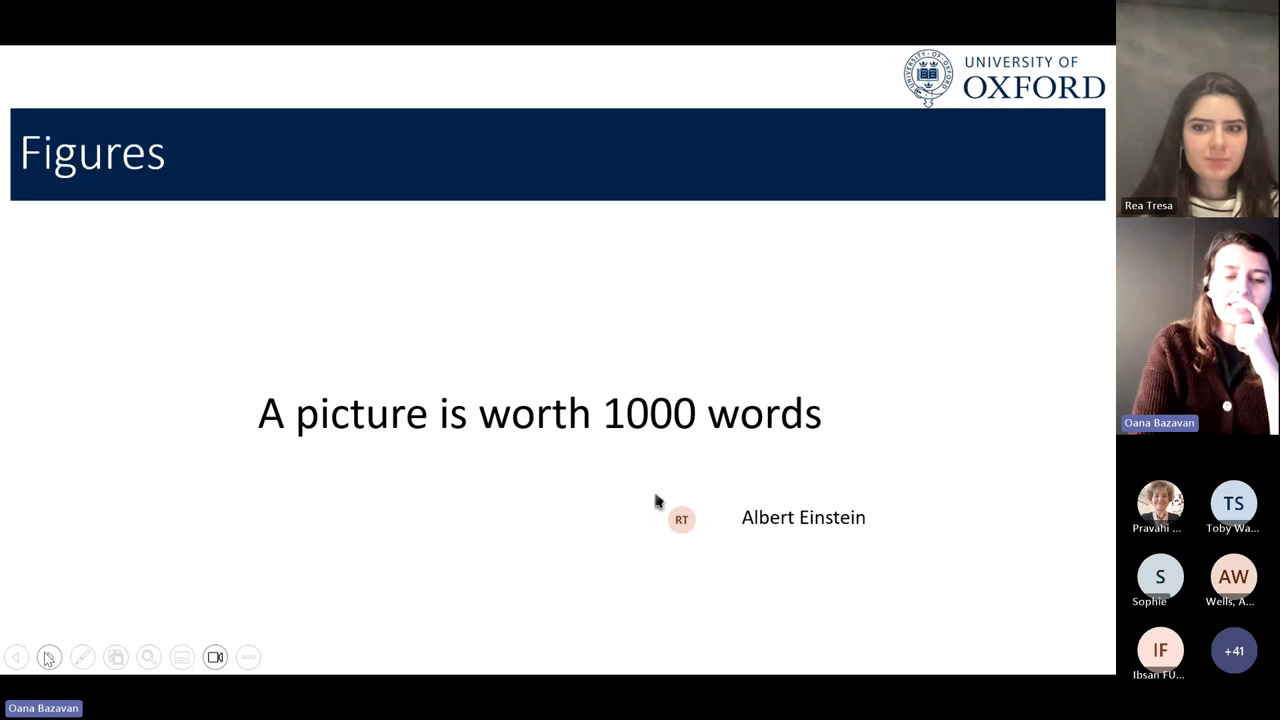 UNIVERSITY OF
OXFORD
Figures
A picture is worth 1000 words
RT
Albert Einstein
Rea Tresa
Oana Bazavan
Pravahi ...
TS
Toby Wa...
S
Sophie
AW
Wells, A...
IF
Ibsan FU...
+41
Oana Bazavan